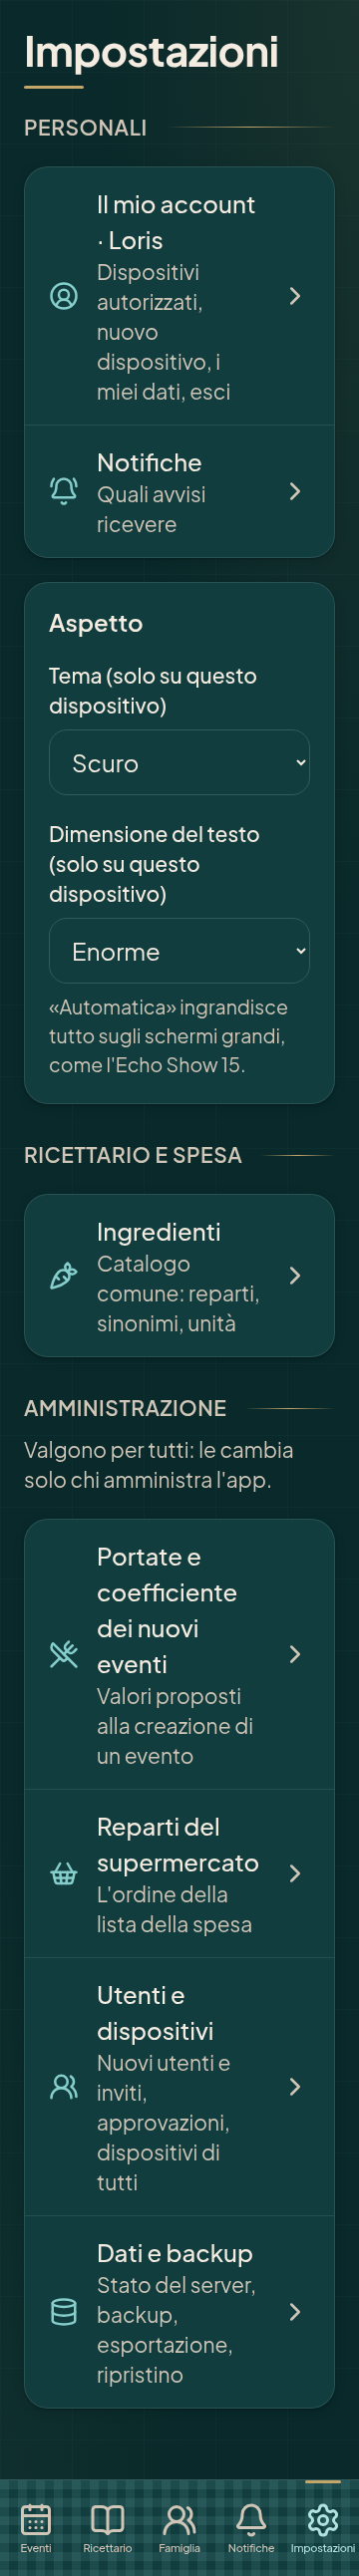 Impostazioni
PERSONALI
Il mio account
· Loris
Dispositivi
autorizzati,
nuovo
dispositivo, i
miei dati, esci
Notifiche
Quali avvisi
ricevere
Aspetto
Tema (solo su questo
dispositivo)
Scuro
Dimensione del testo
(solo su questo
dispositivo)
Enorme
«Automatica» ingrandisce
tutto sugli schermi grandi,
come l'Echo Show 15.
RICETTARIO E SPESA
Ingredienti
Catalogo
comune: reparti,
sinonimi, unità
AMMINISTRAZIONE
Valgono per tutti: le cambia
solo chi amministra l'app.
Portate e
coefficiente
dei nuovi
eventi
Valori proposti
alla creazione di
un evento
Reparti del
supermercato
L'ordine della
lista della spesa
Utenti e
dispositivi
Nuovi utenti e
inviti,
approvazioni,
dispositivi di
tutti
Dati e backup
Stato del server,
backup,
esportazione,
ripristino
Eventi Ricettario Famiglia Notifiche Impostazioni